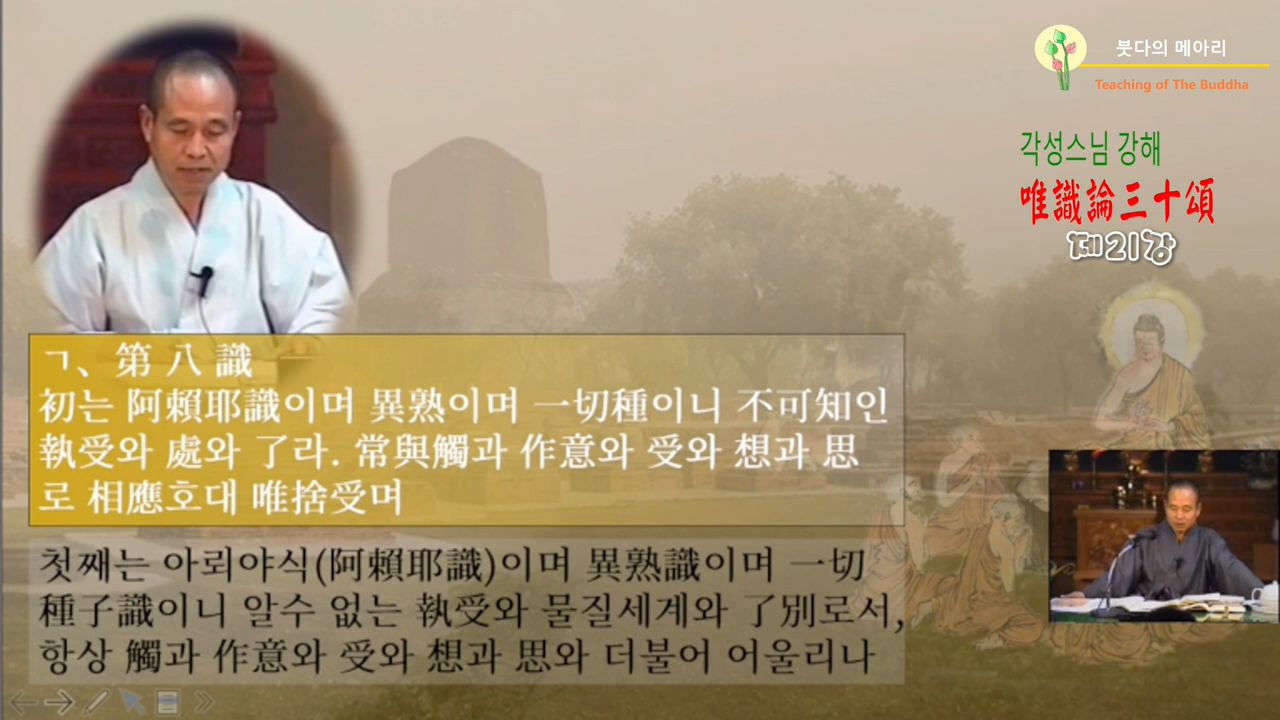 붓다의 메아리
Teaching of The Buddha
각성스님 강해
唯識論三十頌
제21강
ㄱ、第 八 識
初는 阿賴耶識이며 異熟이며 一切種이니 不可知인
執受와 處와 了라. 常與觸과 作意와 受와 想과 思
로 相應호대 唯捨受며
첫째는 아뢰야식(阿賴耶識)이며 異熟識이며 一切
種子識이니 알수 없는 執受와 물질세계와 了別로서,
항상 觸과 作意와 受와 想과 思와 더불어 어울리나